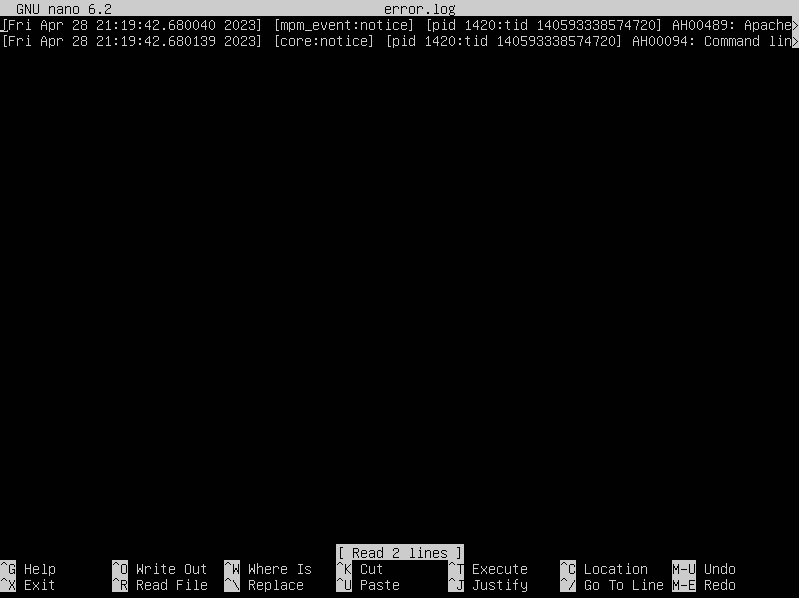 GNU nano 6.2 error.log
[Fri Apr 28 21:19:42.680040 2023] [mpm_event:notice] [pid 1420:tid 140593338574720] AH00489: Apache>
[Fri Apr 28 21:19:42.680139 2023] [core:notice] [pid 1420:tid 140593338574720] AH00094: Command lin>
[ Read 2 lines ]
^G Help ^O Write Out ^W Where Is ^K Cut ^T Execute ^C Location M-U Undo
^X Exit ^R Read File ^\ Replace ^U Paste ^J Justify ^/ Go To Line M-E Redo